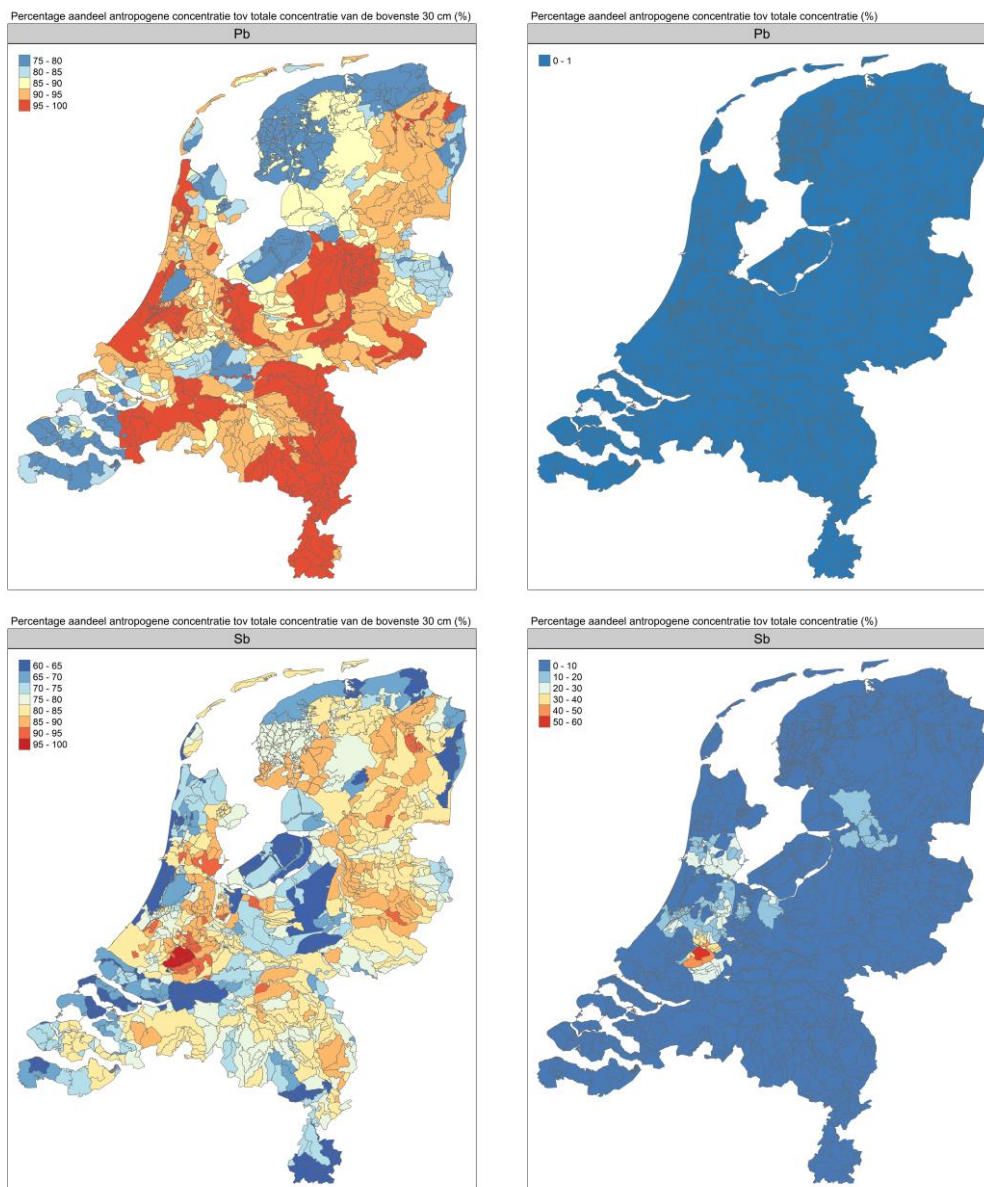 Percentage aandeel antropogene concentratie tov totale concentratie van de bovenste 30 cm (%)
Pb
75 - 80
80 - 85
85 - 90
90 - 95
95 - 100
Percentage aandeel antropogene concentratie tov totale concentratie (%)
Pb
0 - 1
Percentage aandeel antropogene concentratie tov totale concentratie van de bovenste 30 cm (%)
Sb
60 - 65
65 - 70
70 - 75
75 - 80
80 - 85
85 - 90
90 - 95
95 - 100
Percentage aandeel antropogene concentratie tov totale concentratie (%)
Sb
0 - 10
10 - 20
20 - 30
30 - 40
40 - 50
50 - 60